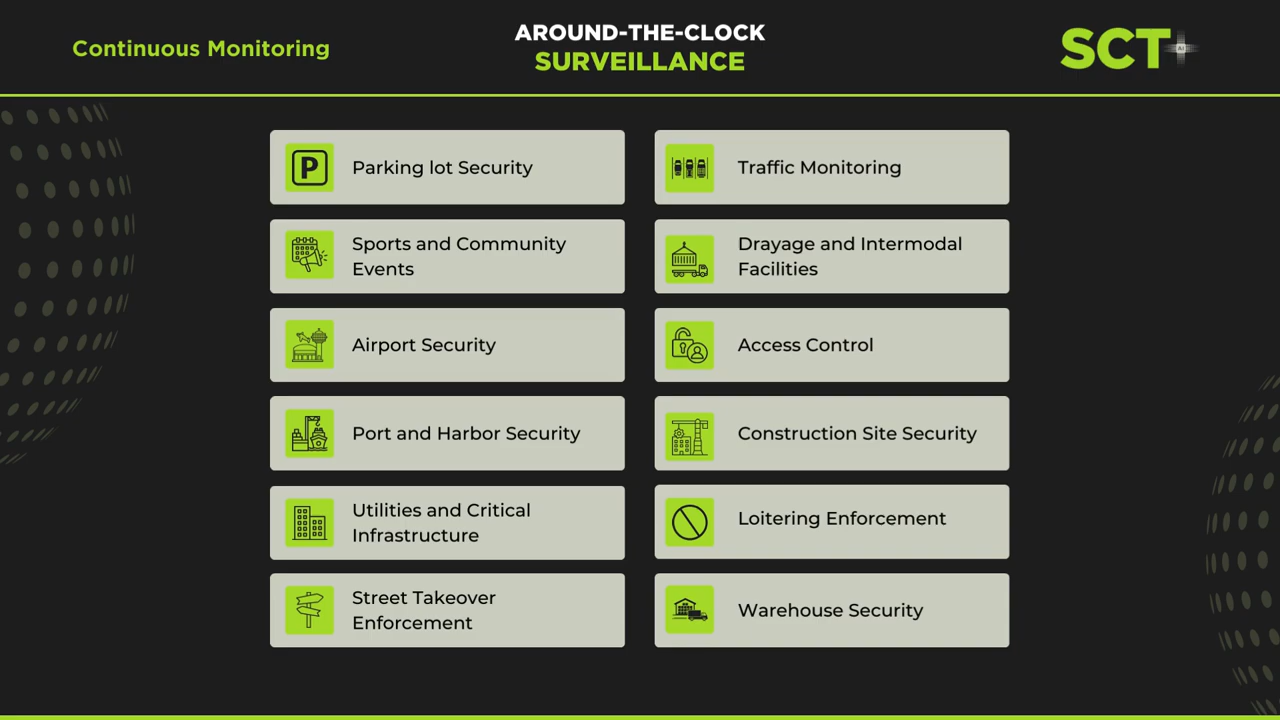 Continuous Monitoring
AROUND-THE-CLOCK
SURVEILLANCE
SCT+
AI
P
Parking lot Security
Traffic Monitoring
Sports and Community
Events
Drayage and Intermodal
Facilities
Airport Security
Access Control
Port and Harbor Security
Construction Site Security
Utilities and Critical
Infrastructure
Loitering Enforcement
Street Takeover
Enforcement
Warehouse Security